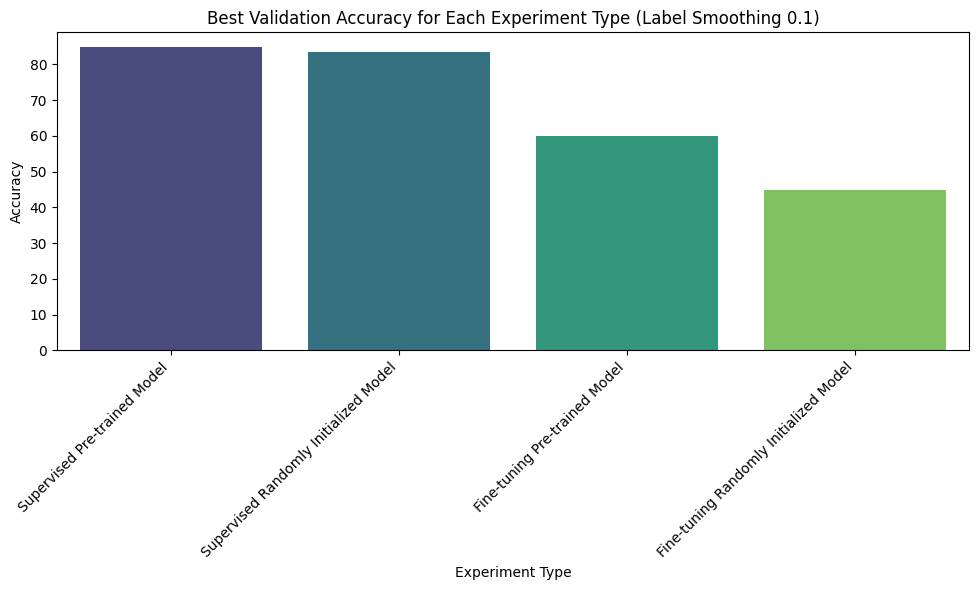 Best Validation Accuracy for Each Experiment Type (Label Smoothing 0.1)
Accuracy
80
70
60
50
40
30
20
10
0
Supervised Pre-trained Model
Supervised Randomly Initialized Model
Fine-tuning Pre-trained Model
Fine-tuning Randomly Initialized Model
Experiment Type